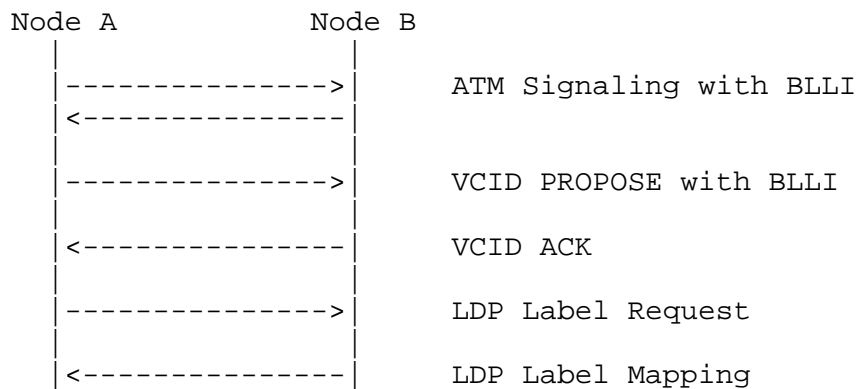 Node A Node B
ATM Signaling with BLLI
VCID PROPOSE with BLLI
VCID ACK
LDP Label Request
LDP Label Mapping